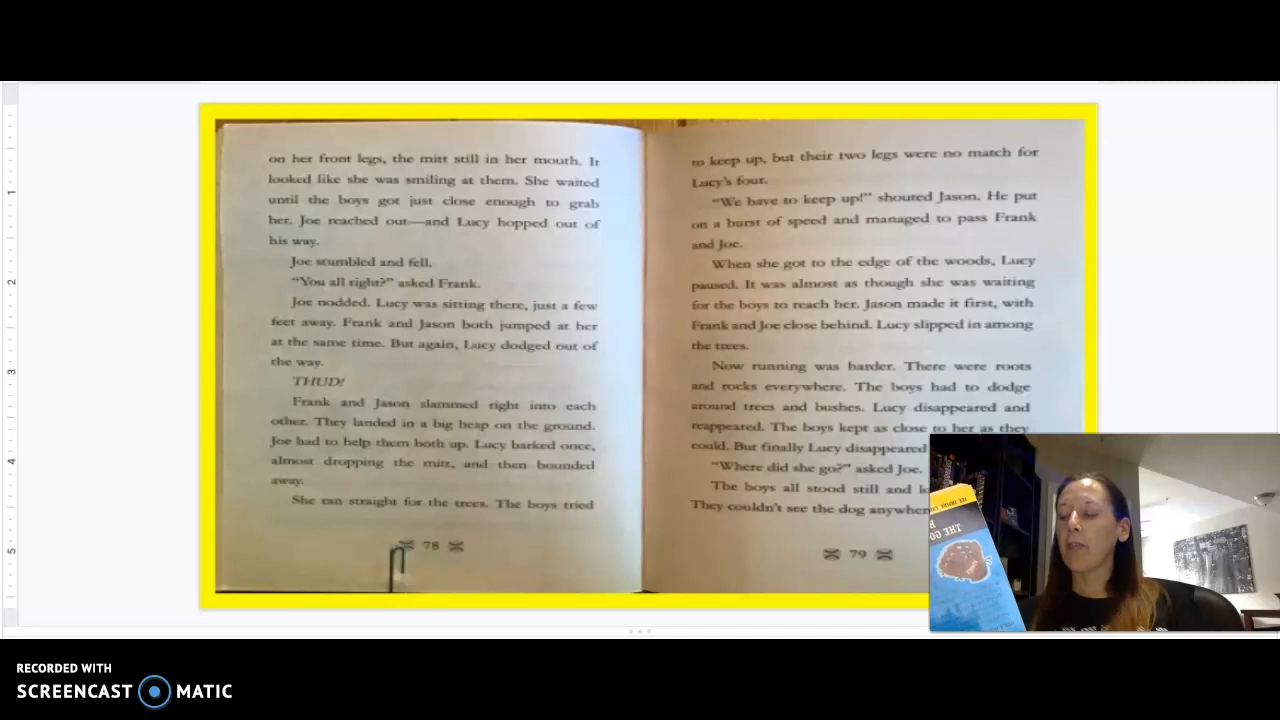 on her front legs, the mitt still in her mouth. It
looked like she was smiling at them. She waited
until the boys got just close enough to grab
her. Joe reached out—and Lucy hopped out of
his way.
Joe stumbled and fell.
"You all right?" asked Frank.
Joe nodded. Lucy was sitting there, just a few
feet away. Frank and Jason both jumped at her
at the same time. But again, Lucy dodged out of
the way.
THUD!
Frank and Jason slammed right into each
other. They landed in a big heap on the ground.
Joe had to help them both up. Lucy barked once,
almost dropping the mitt, and then bounded
away.
She ran straight for the trees. The boys tried
78
to keep up, but their two legs were no match for
Lucy's four.
"We have to keep up!" shouted Jason. He put
on a burst of speed and managed to pass Frank
and Joe.
When she got to the edge of the woods, Lucy
paused. It was almost as though she was waiting
for the boys to reach her. Jason made it first, with
Frank and Joe close behind. Lucy slipped in among
the trees.
Now running was harder. There were roots
and rocks everywhere. The boys had to dodge
around trees and bushes. Lucy disappeared and
reappeared. The boys kept as close to her as they
could. But finally Lucy disappeared
"Where did she go?" asked Joe.
The boys all stood still and
They couldn't see the dog
79
1
2
3
4
5
THE
RECORDED WITH
SCREENCAST MATIC